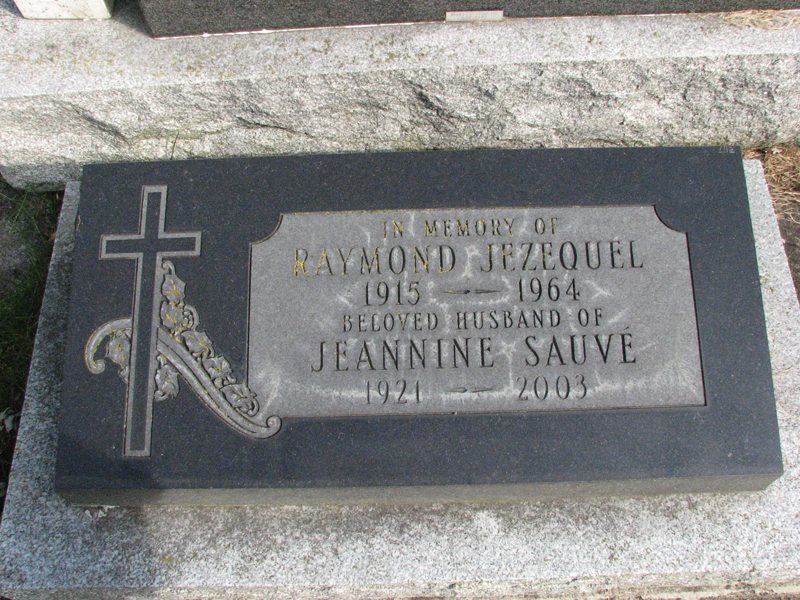 IN MEMORY OF
RAYMOND JEZEQUEL
1915 – 1964
BELOVED HUSBAND OF
JEANNINE SAUVÉ
1921 – 2003